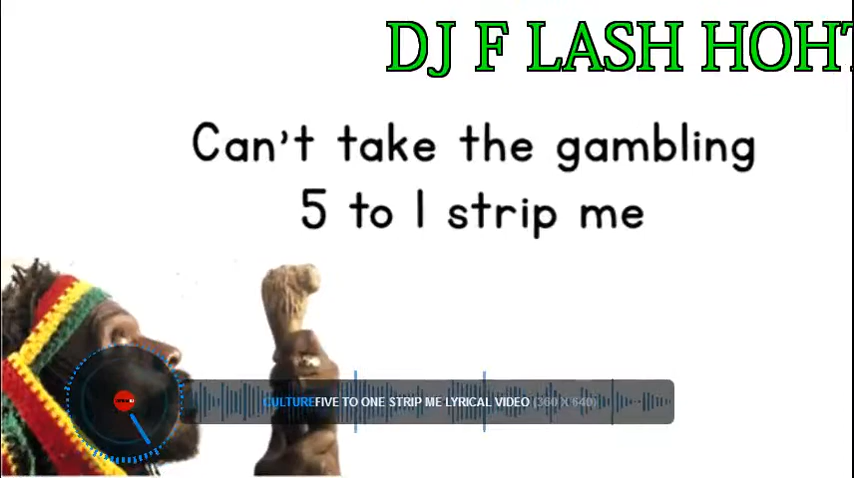 DJ F LASH HOHT
Can't take the gambling
5 to 1 strip me
CULTUREFIVE TO ONE STRIP ME LYRICAL VIDEO (360 X 640)